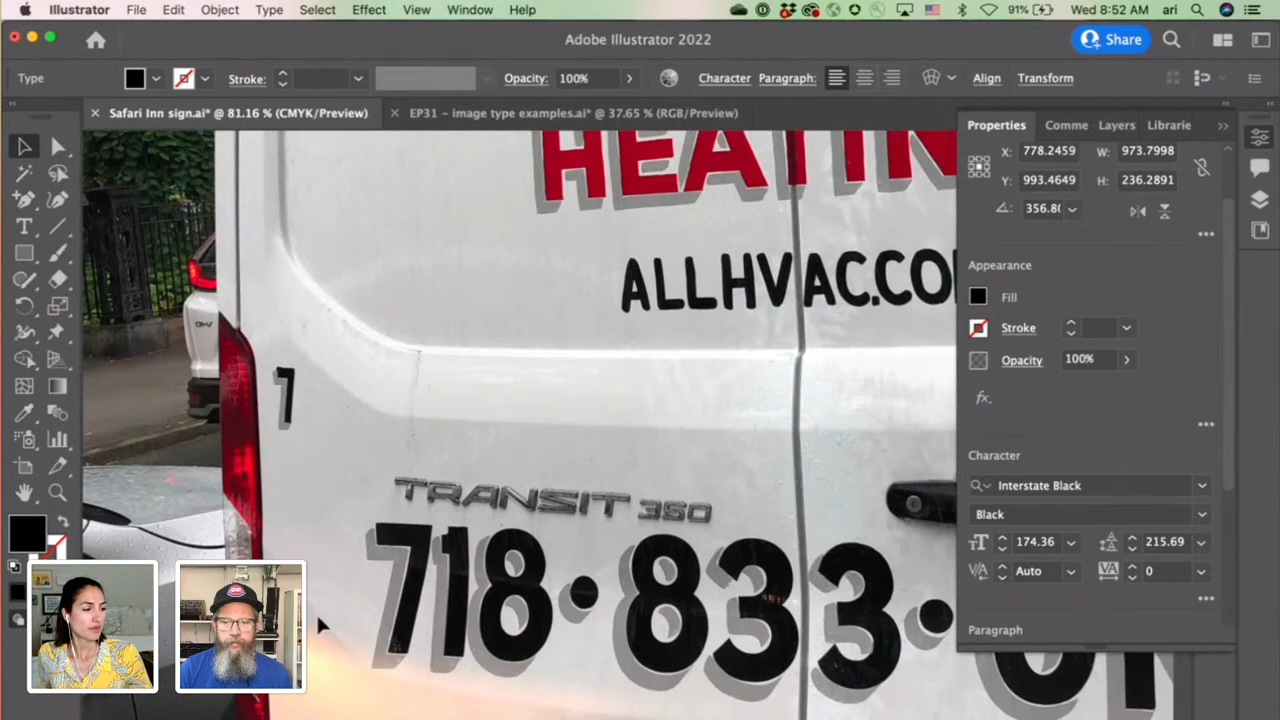 Illustrator File Edit Object Type Select Effect View Window Help 91% Wed 8:52 AM ari
Adobe Illustrator 2022 Share
Type Stroke: Opacity: 100% Character Paragraph: Align Transform
Safari Inn sign.ai* @ 81.16 % (CMYK/Preview) EP31 – image type examples.ai* @ 37.65 % (RGB/Preview)
Properties Comme Layers Librarie
X: 778.2459 W: 973.7998
Y: 993.4649 H: 236.2891
356.80
Appearance
Fill
Stroke
Opacity 100%
fx.
Character
Interstate Black
Black
174.36 215.69
Auto 0
Paragraph
HEATIN
ALLHVAC.CO
7
TRANSIT 350
718·833·